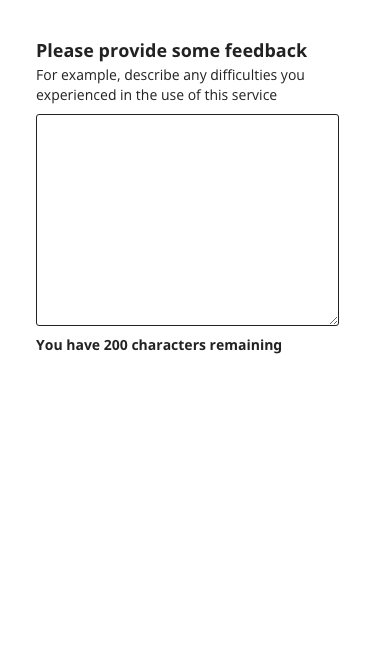 Please provide some feedback
For example, describe any difficulties you
experienced in the use of this service
You have 200 characters remaining